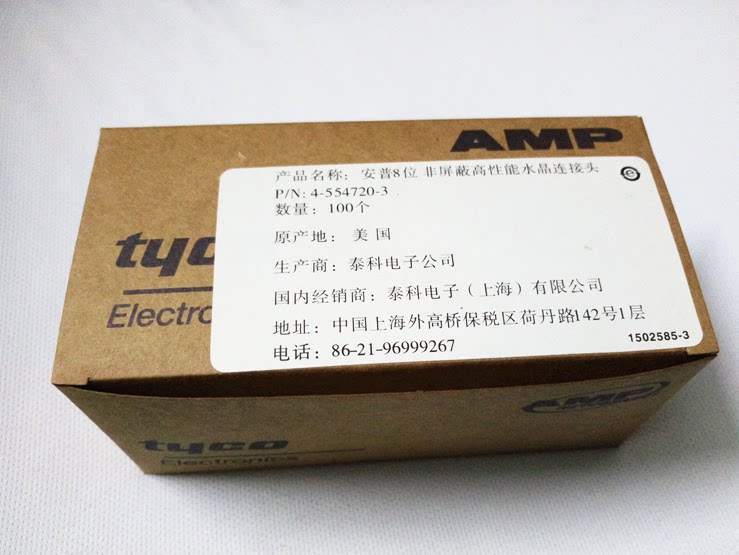 AMP
产品名称：安普8位 非屏蔽高性能水晶连接头
P/N: 4-554720-3
数量：100个
原产地：美 国
生产商：泰科电子公司
国内经销商：泰科电子（上海）有限公司
地址：中国上海外高桥保税区荷丹路142号1层
电话：86-21-96999267
1502585-3
tyco
Electronics
AMP